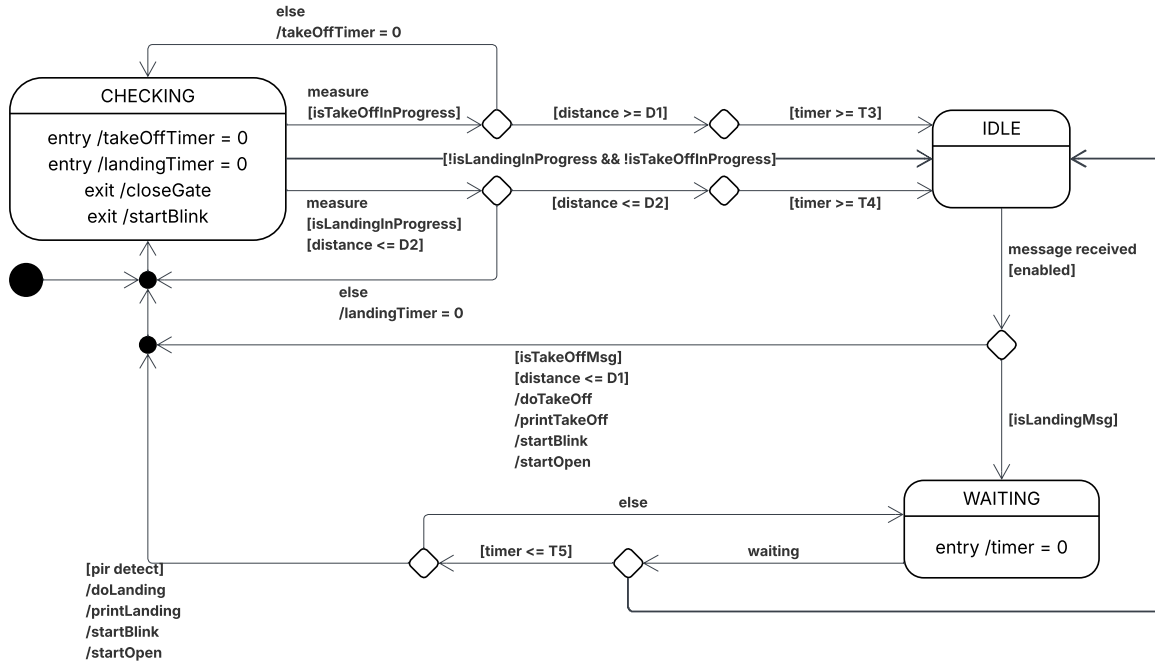 else
/takeOffTimer = 0
CHECKING
entry /takeOffTimer = 0
entry /landingTimer = 0
exit /closeGate
exit /startBlink
measure
[isTakeOffInProgress]
[distance >= D1]
[timer >= T3]
IDLE
[!isLandingInProgress && !isTakeOffInProgress]
measure
[isLandingInProgress]
[distance <= D2]
[distance <= D2]
[timer >= T4]
message received
[enabled]
else
/landingTimer = 0
[isTakeOffMsg]
[distance <= D1]
/doTakeOff
/printTakeOff
/startBlink
/startOpen
[isLandingMsg]
WAITING
entry /timer = 0
else
[timer <= T5]
waiting
[pir detect]
/doLanding
/printLanding
/startBlink
/startOpen